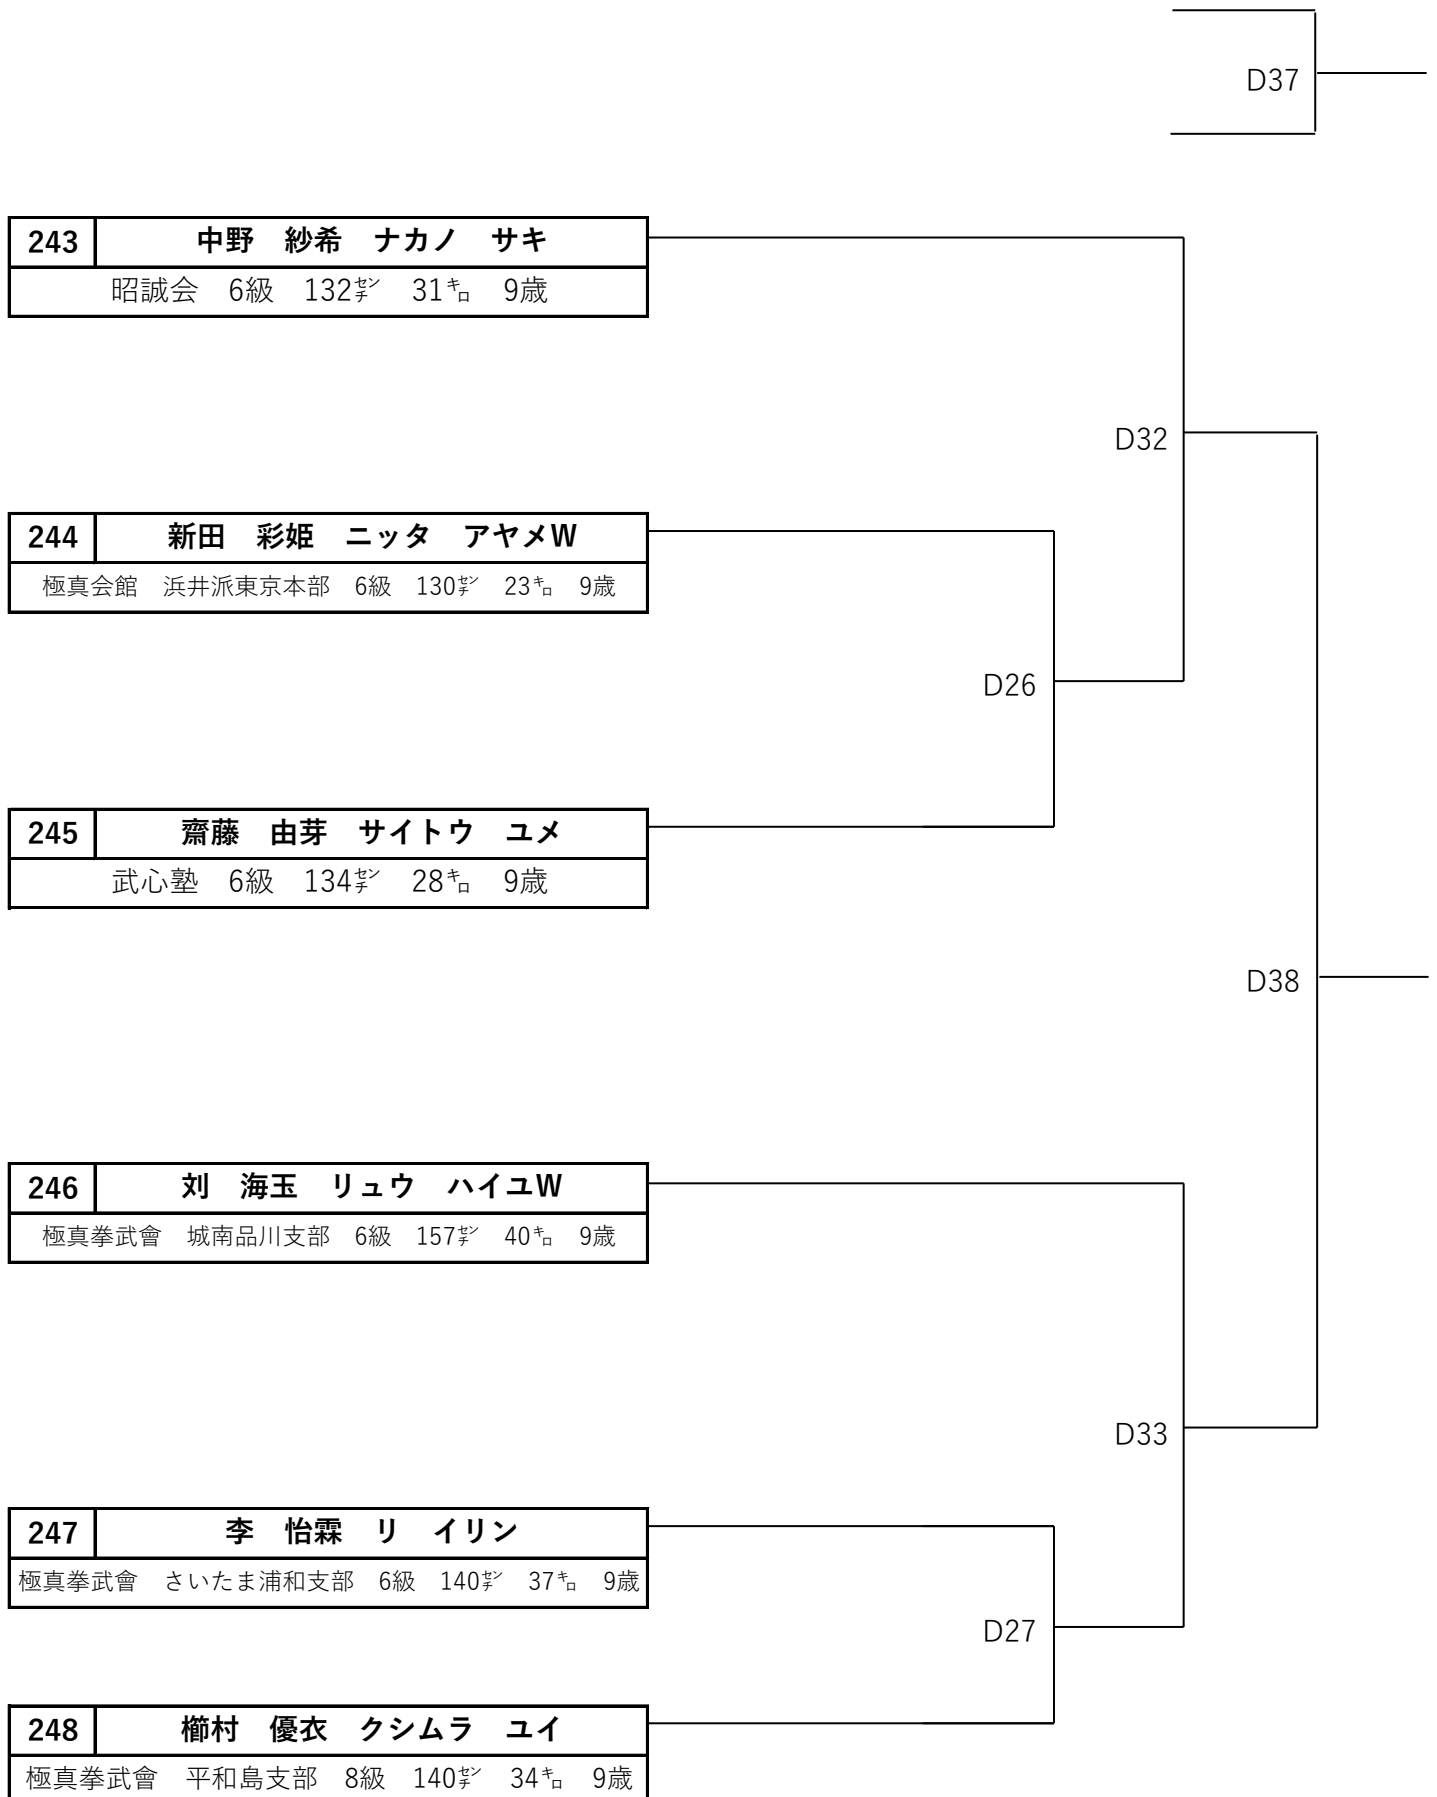 D37
243 中野 紗希 ナカノ サキ
昭誠会 6級 132㌢ 31㌔ 9歳
D32
244 新田 彩姫 ニッタ アヤメW
極真会館 浜井派東京本部 6級 130㌢ 23㌔ 9歳
D26
245 齋藤 由芽 サイトウ ユメ
武心塾 6級 134㌢ 28㌔ 9歳
D38
246 刘 海玉 リュウ ハイユW
極真拳武會 城南品川支部 6級 157㌢ 40㌔ 9歳
D33
247 李 怡霖 リ イリン
極真拳武會 さいたま浦和支部 6級 140㌢ 37㌔ 9歳
D27
248 櫛村 優衣 クシムラ ユイ
極真拳武會 平和島支部 8級 140㌢ 34㌔ 9歳